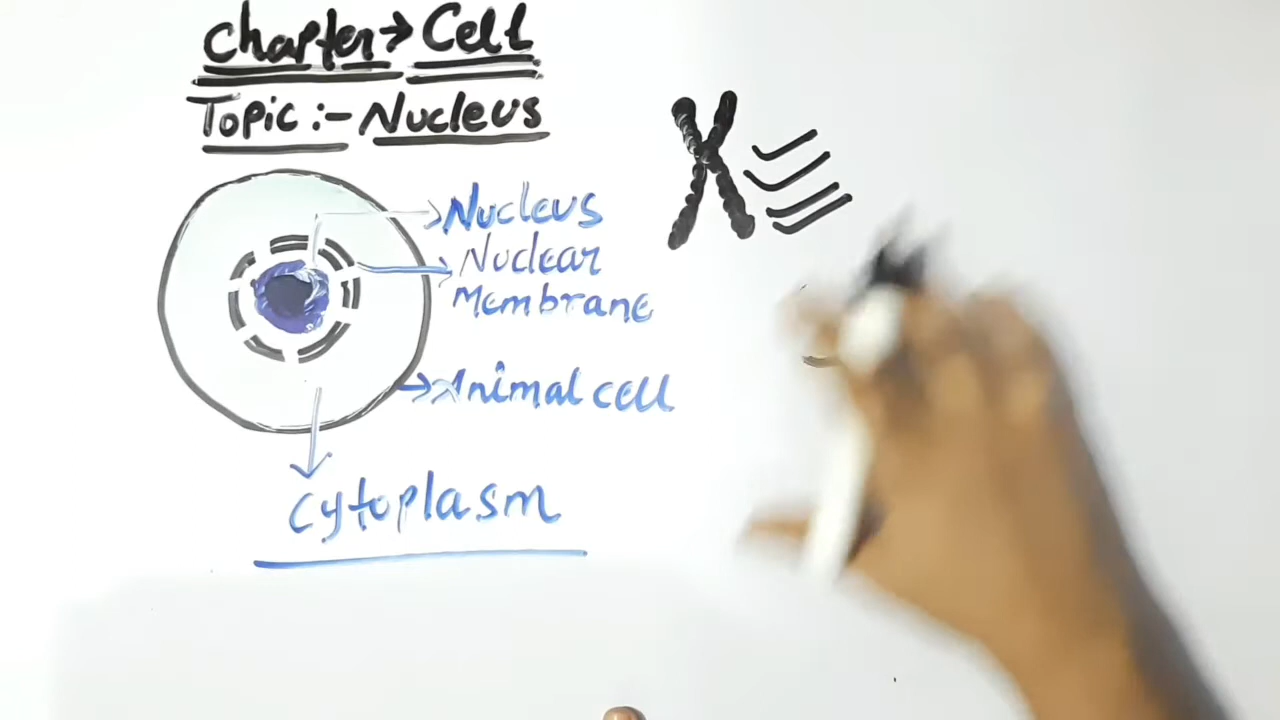 Chapter → Cell
Topic :- Nucleus
Nucleus
Nuclear
Membrane
Animal cell
Cytoplasm